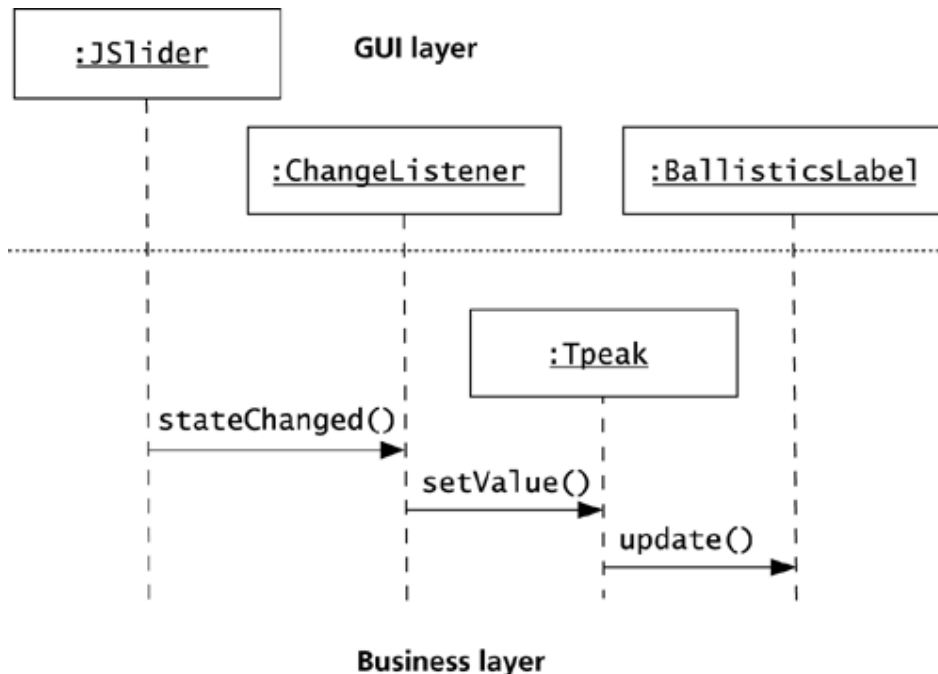 :JSlider
GUI layer
:ChangeListener
:BallisticsLabel
:Tpeak
stateChanged()
setValue()
update()
Business layer